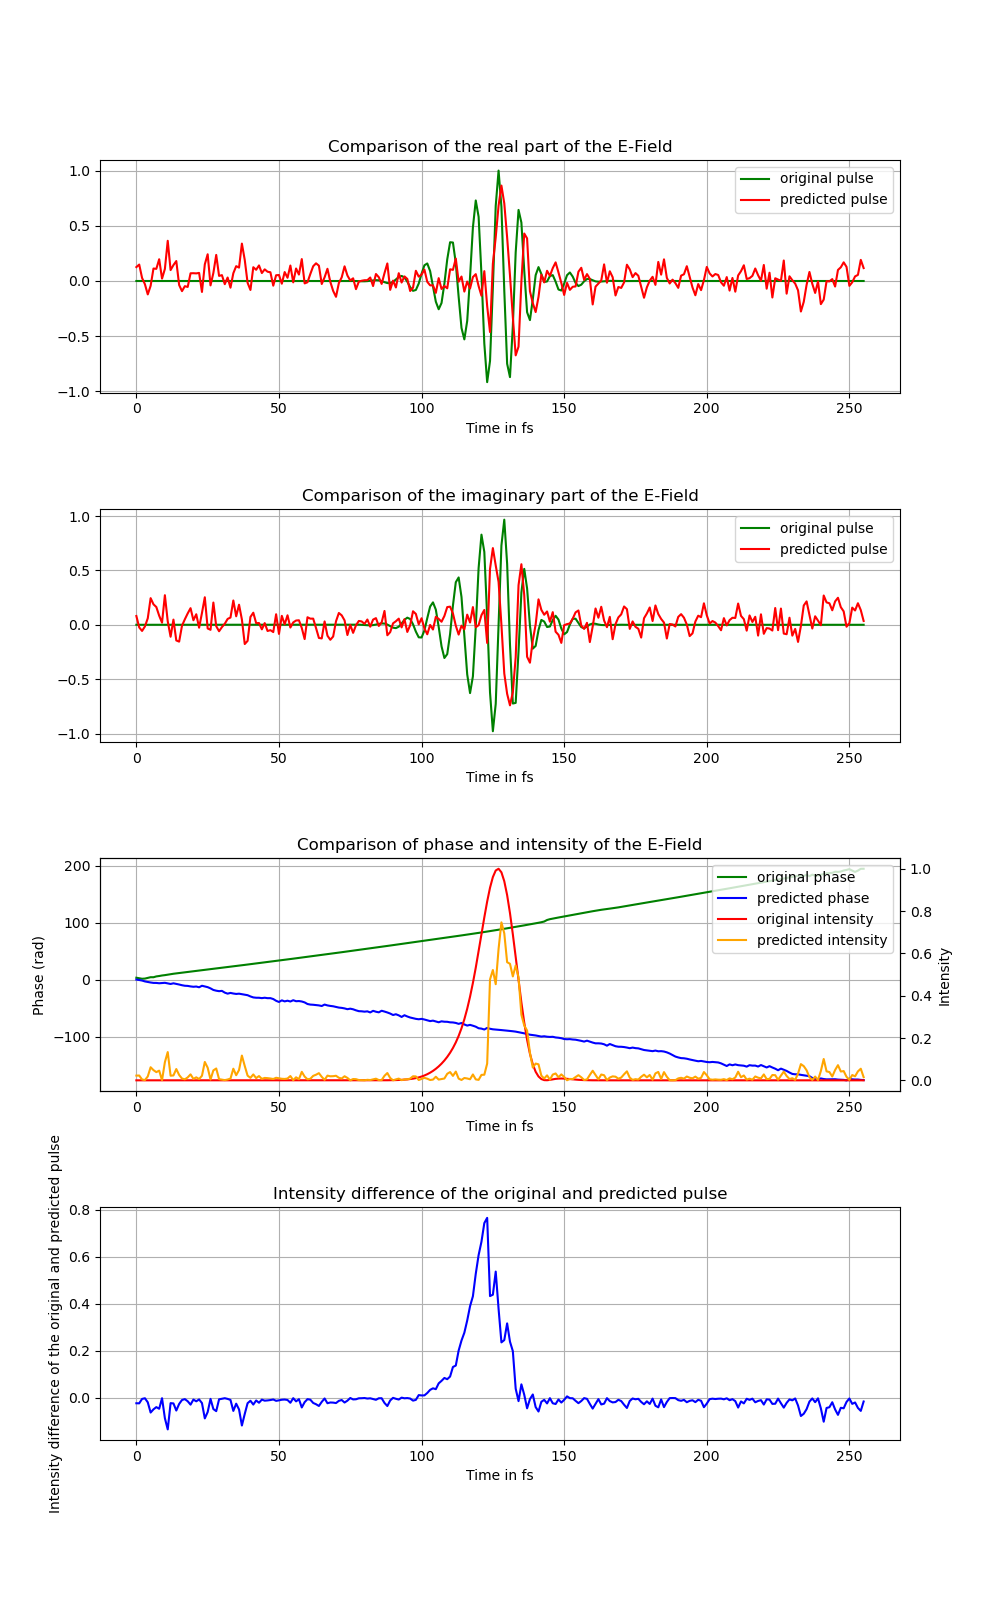 Comparison of the real part of the E-Field
1.0
0.5
0.0
−0.5
−1.0
original pulse
predicted pulse
0 50 100 150 200 250
Time in fs
Comparison of the imaginary part of the E-Field
1.0
0.5
0.0
−0.5
−1.0
original pulse
predicted pulse
0 50 100 150 200 250
Time in fs
Comparison of phase and intensity of the E-Field
Phase (rad)
200
100
0
−100
original phase
predicted phase
original intensity
predicted intensity
1.0
0.8
0.6
0.4
0.2
0.0
Intensity
0 50 100 150 200 250
Time in fs
Intensity difference of the original and predicted pulse
Intensity difference of the original and predicted pulse
0.8
0.6
0.4
0.2
0.0
0 50 100 150 200 250
Time in fs